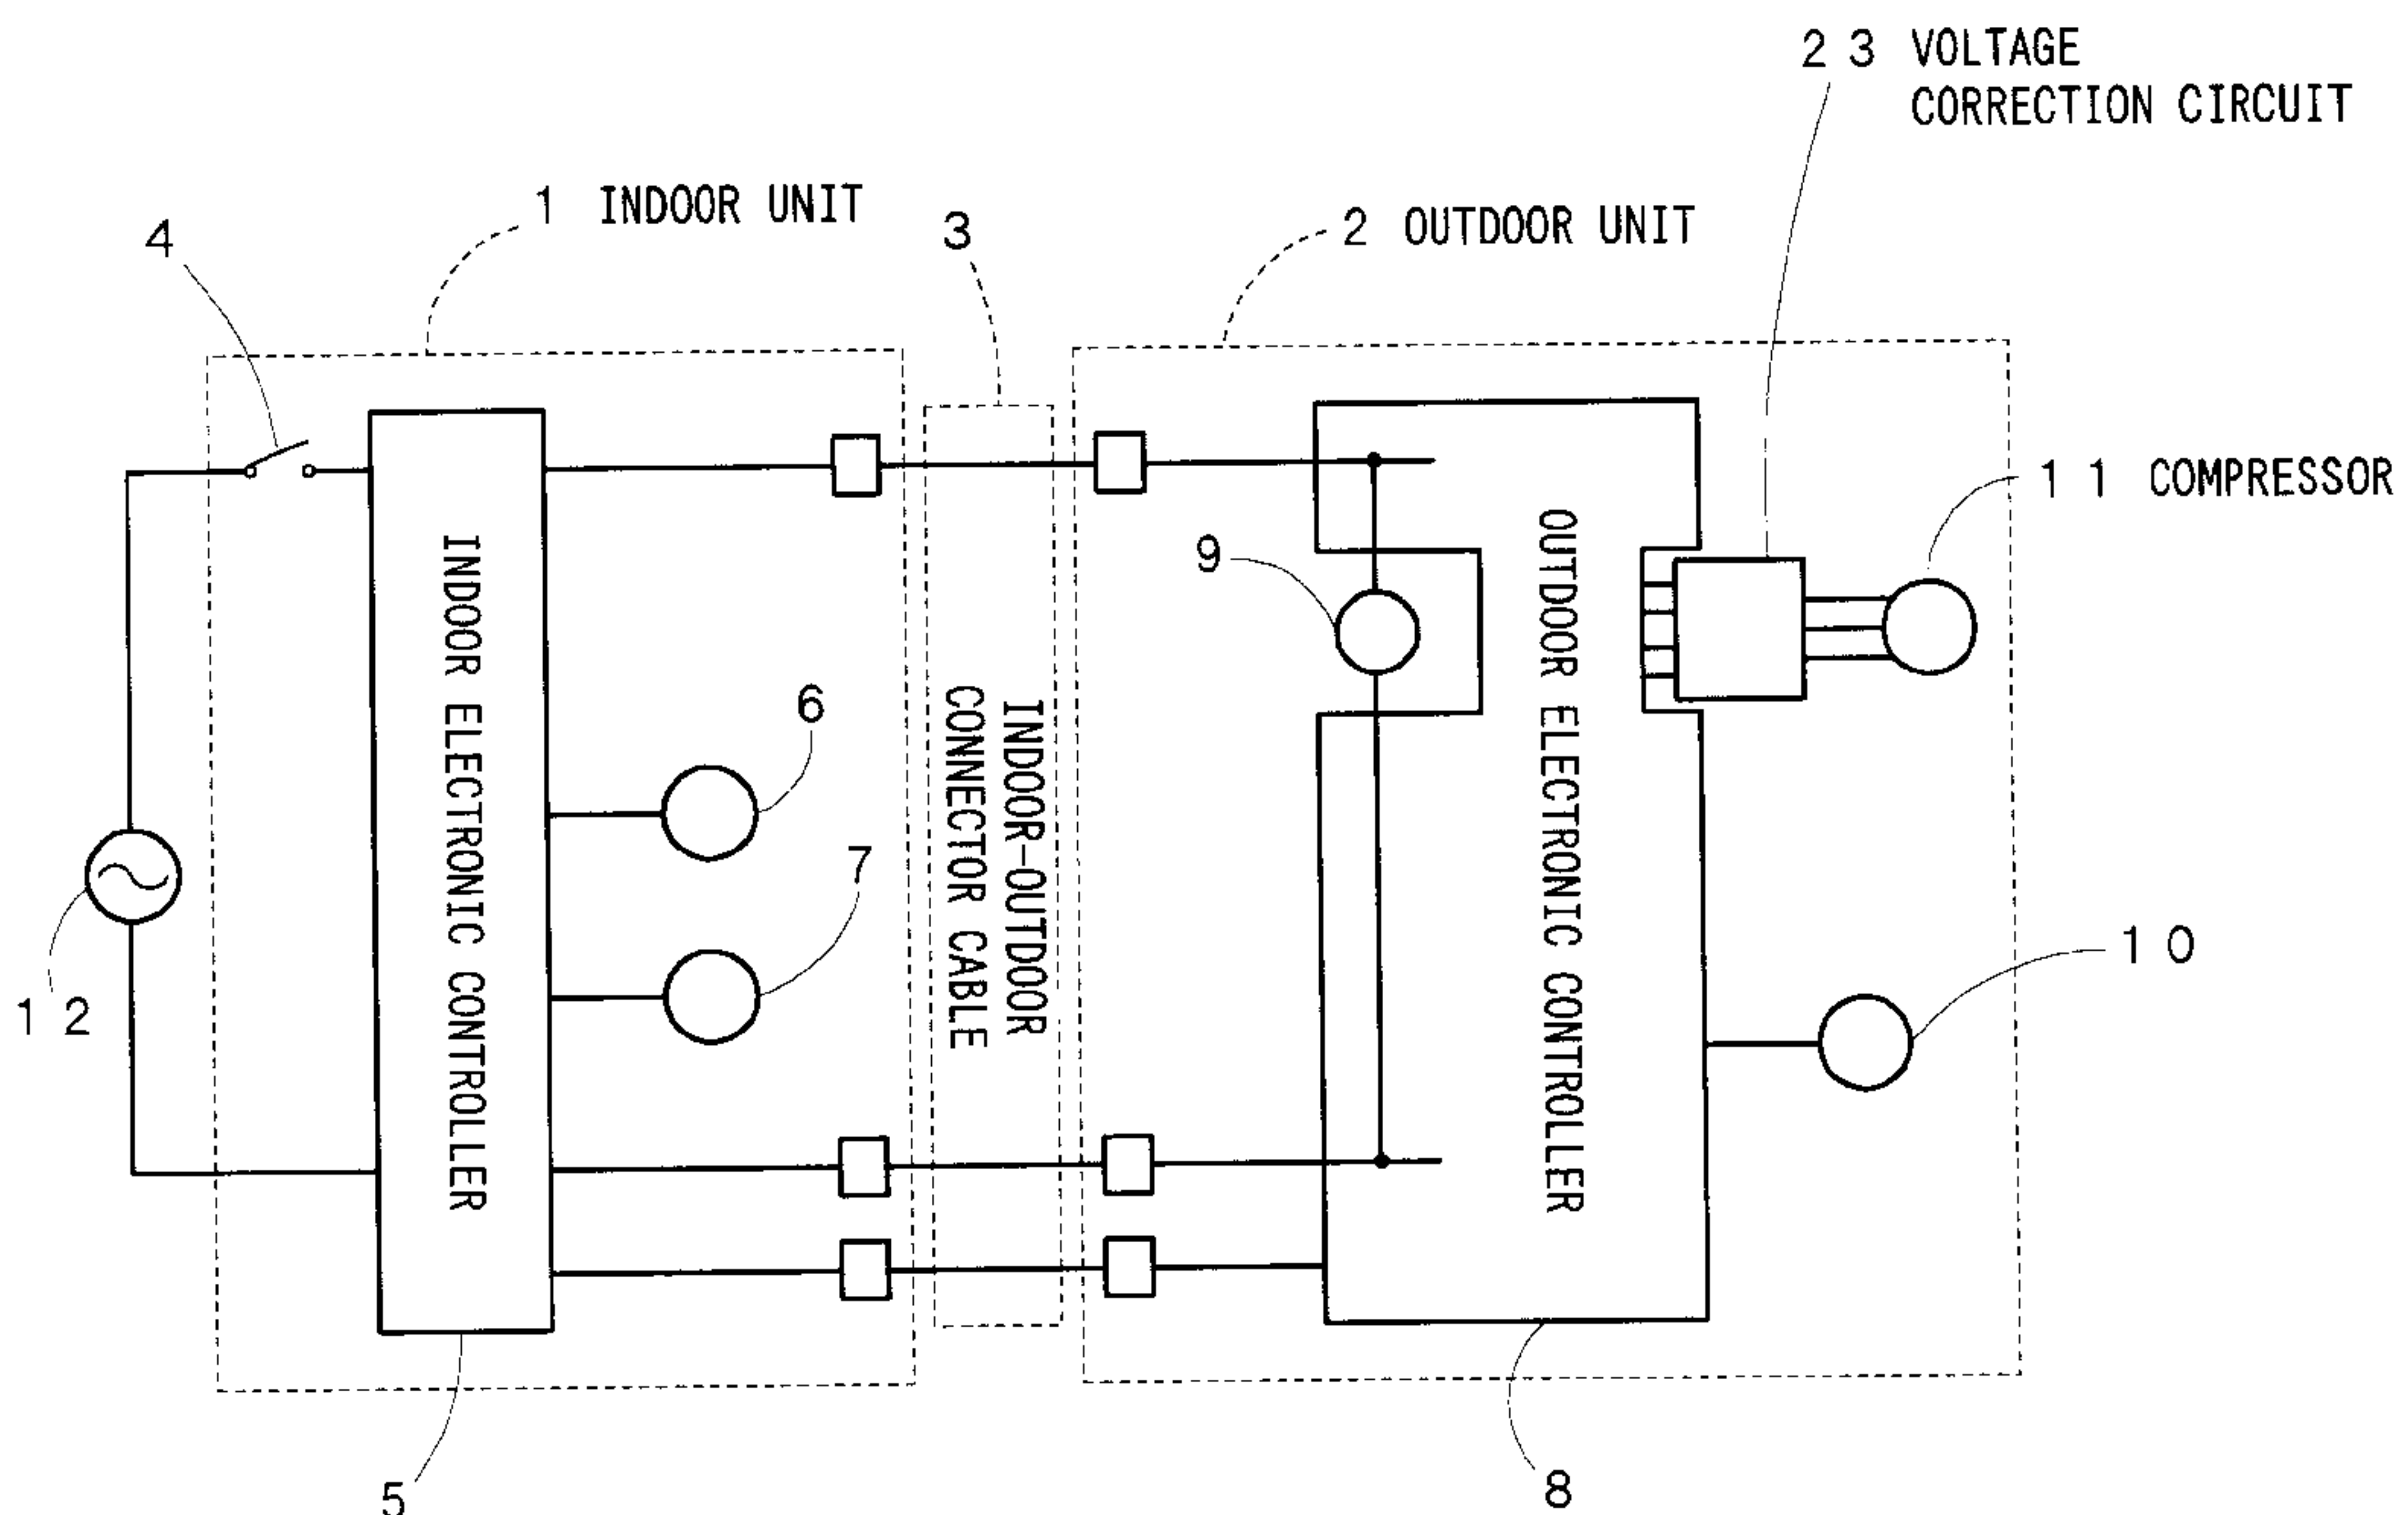 2 3 VOLTAGE
CORRECTION CIRCUIT
1 INDOOR UNIT
2 OUTDOOR UNIT
3
4
1 1 COMPRESSOR
9
6
7
1 0
1 2
INDOOR ELECTRONIC CONTROLLER
INDOOR-OUTDOOR
CONNECTOR CABLE
OUTDOOR ELECTRONIC CONTROLLER
5
8